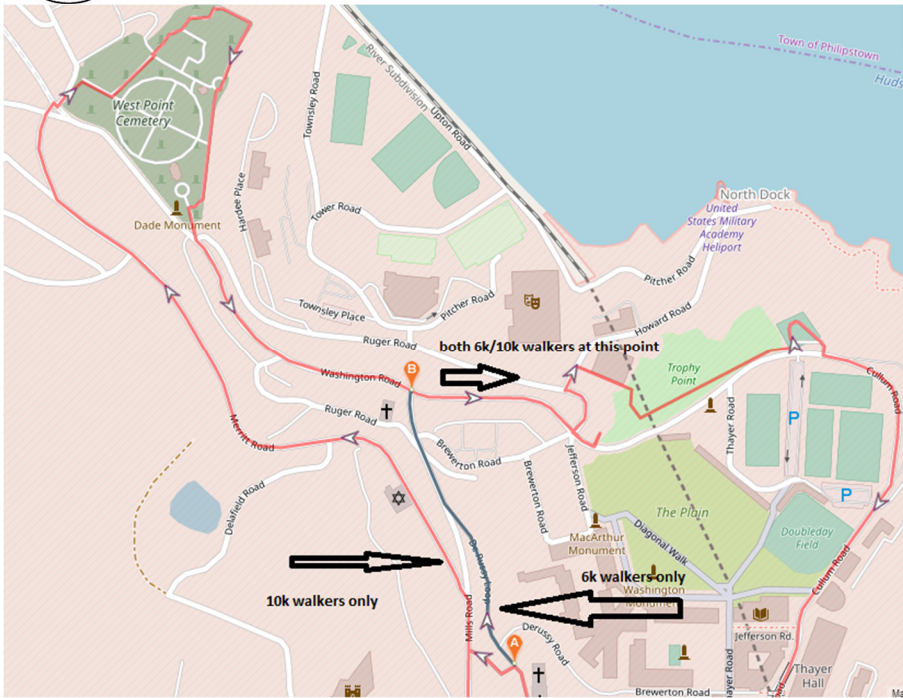 Town of Philipstown
Huds
River Subdivision
Upton Road
Townsley Road
West Point
Cemetery
Hardee Place
Tower Road
North Dock
United
States Military
Academy
Heliport
Dade Monument
Pitcher Road
Pitcher Road
Townsley Place
Howard Road
Ruger Road
both 6k/10k walkers at this point
Trophy
Point
B
Washington Road
Cullum Road
Ruger Road
Thayer Road
P
Merritt Road
Brewerton Road
Jefferson Road
Brewerton Road
Delafield Road
P
The Plain
Diagonal Walk
Doubleday
Field
MacArthur
Monument
6k walkers only
Washington
Cullum Road
10k walkers only
Mills Road
Derussy Road
Jefferson Rd.
A
Thayer
Hall
Brewerton Road
Ma